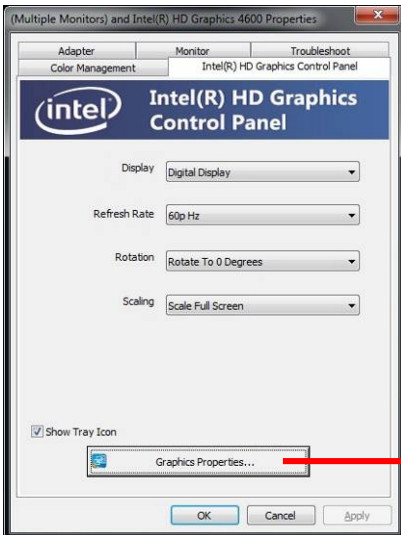 (Multiple Monitors) and Intel(R) HD Graphics 4600 Properties
Adapter
Monitor
Troubleshoot
Color Management
Intel(R) HD Graphics Control Panel
intel
Intel(R) HD Graphics
Control Panel
Display
Digital Display
Refresh Rate
60p Hz
Rotation
Rotate To 0 Degrees
Scaling
Scale Full Screen
Show Tray Icon
Graphics Properties...
OK
Cancel
Apply